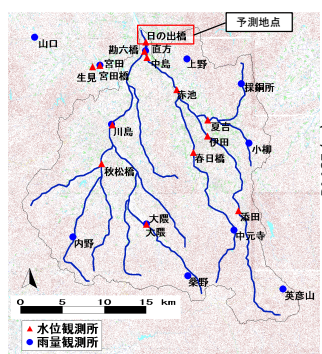 予測地点
日の出橋
山口
勘六橋
直方
宮田
中島
上野
生見
宮田橋
赤池
採銅所
夏吉
川島
伊田
小柳
春日橋
秋松橋
添田
大隈
大隈
中元寺
内野
桑野
英彦山
0 5 10 15 km
水位観測所
雨量観測所